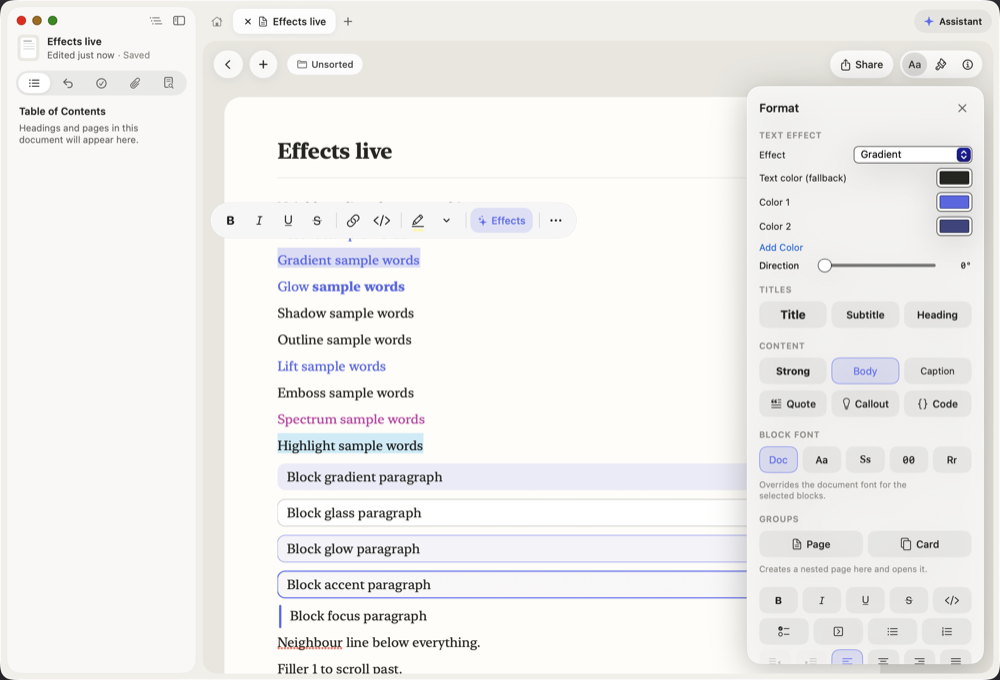 Effects live
Edited just now · Saved
Table of Contents
Headings and pages in this
document will appear here.
Effects live
Assistant
Unsorted
Share
Aa
Effects live
B I U S </> Effects
Gradient sample words
Glow sample words
Shadow sample words
Outline sample words
Lift sample words
Emboss sample words
Spectrum sample words
Highlight sample words
Block gradient paragraph
Block glass paragraph
Block glow paragraph
Block accent paragraph
Block focus paragraph
Neighbour line below everything.
Filler 1 to scroll past.
Format
TEXT EFFECT
Effect Gradient
Text color (fallback)
Color 1
Color 2
Add Color
Direction 0°
TITLES
Title Subtitle Heading
CONTENT
Strong Body Caption
Quote Callout {} Code
BLOCK FONT
Doc Aa Ss 00 Rr
Overrides the document font for the
selected blocks.
GROUPS
Page Card
Creates a nested page here and opens it.
B I U S </>